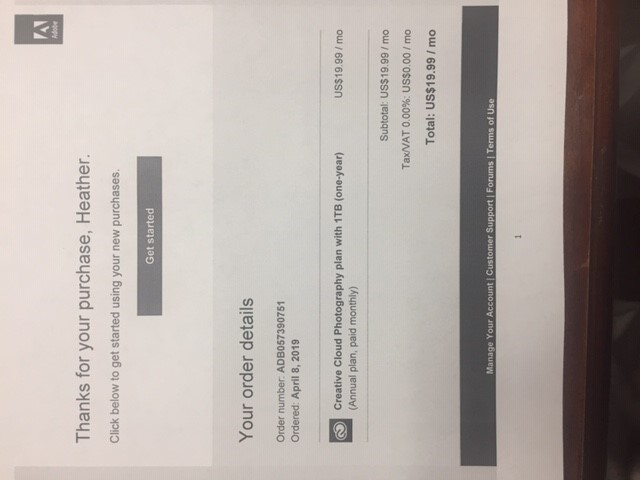 Adobe
Thanks for your purchase, Heather.
Click below to get started using your new purchases.
Get started
Your order details
Order number: ADB057390751
Ordered: April 8, 2019
Creative Cloud Photography plan with 1TB (one-year) US$19.99 / mo
(Annual plan, paid monthly)
Subtotal: US$19.99 / mo
Tax/VAT 0.00%: US$0.00 / mo
Total: US$19.99 / mo
Manage Your Account | Customer Support | Forums | Terms of Use
1